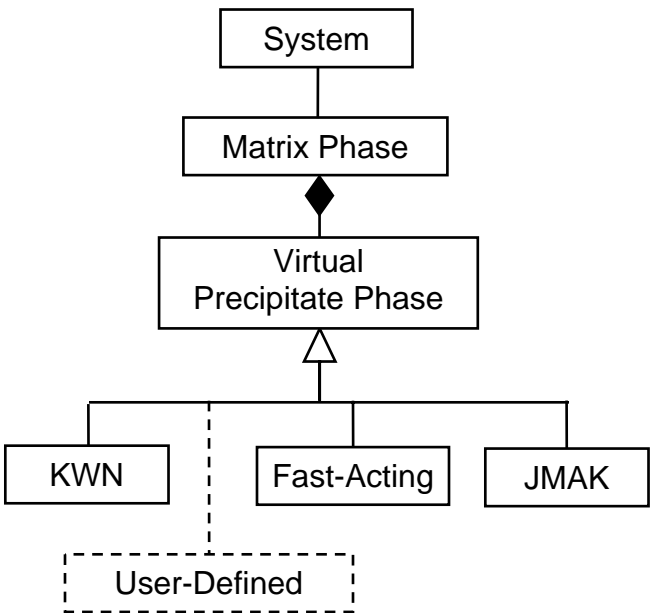 System
Matrix Phase
Virtual
Precipitate Phase
KWN
Fast-Acting
JMAK
User-Defined